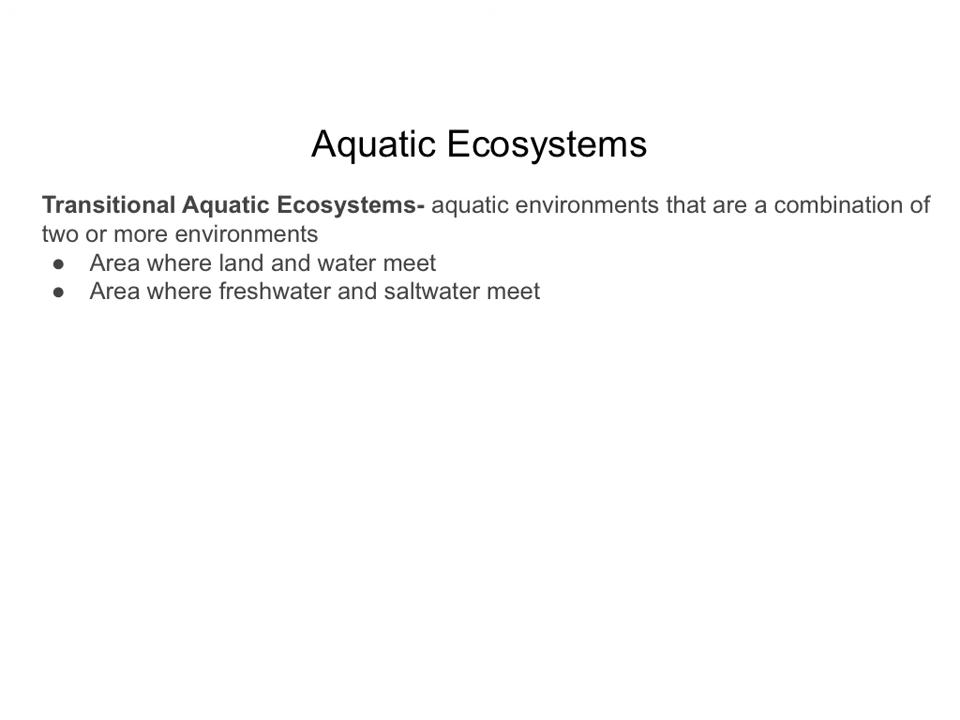 Aquatic Ecosystems
Transitional Aquatic Ecosystems- aquatic environments that are a combination of
two or more environments
● Area where land and water meet
● Area where freshwater and saltwater meet